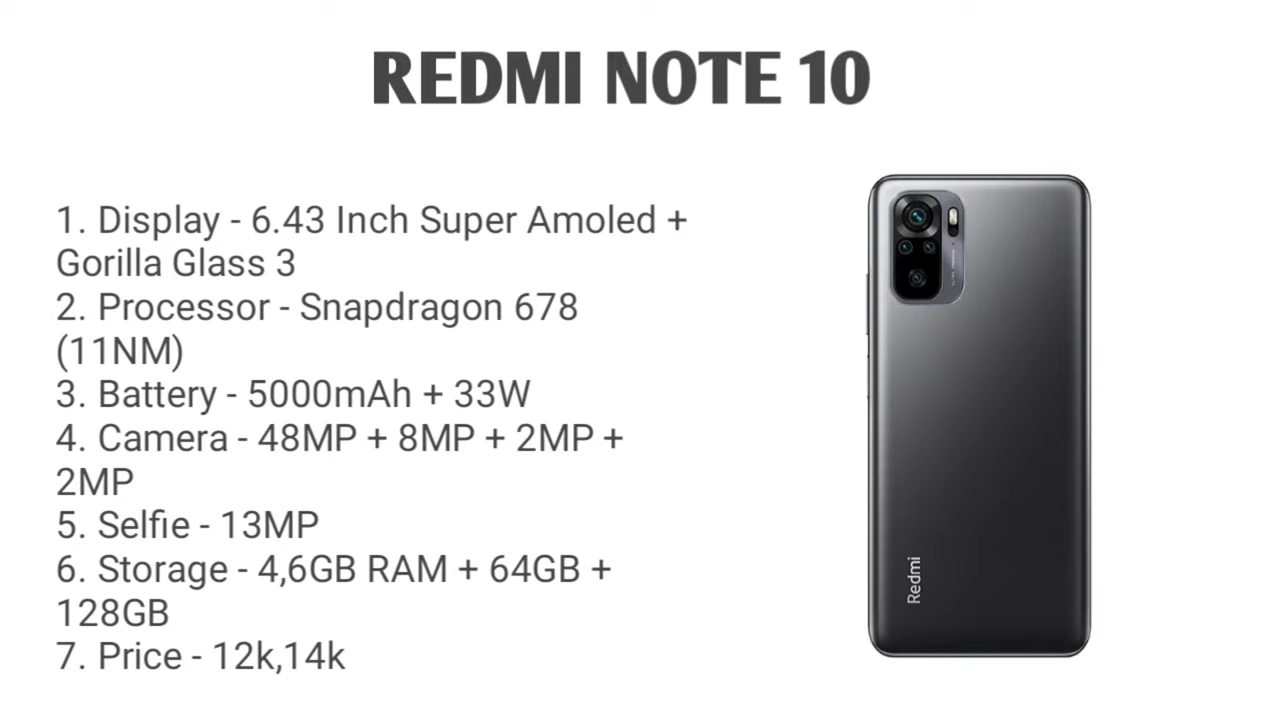 REDMI NOTE 10
1. Display - 6.43 Inch Super Amoled +
Gorilla Glass 3
2. Processor - Snapdragon 678
(11NM)
3. Battery - 5000mAh + 33W
4. Camera - 48MP + 8MP + 2MP +
2MP
5. Selfie - 13MP
6. Storage - 4,6GB RAM + 64GB +
128GB
7. Price - 12k,14k
Redmi